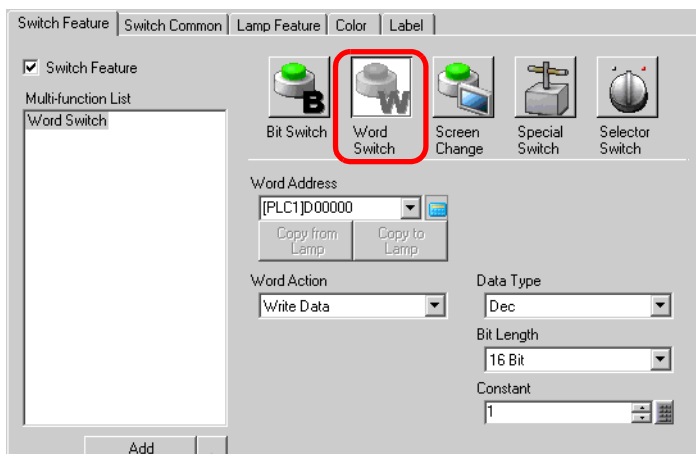 Switch Feature Switch Common Lamp Feature Color Label
Switch Feature
Multi-function List
Word Switch
Add
...
B
W
Bit Switch
Word
Switch
Screen
Change
Special
Switch
Selector
Switch
Word Address
[PLC1]D00000
Copy from
Lamp
Copy to
Lamp
Word Action
Write Data
Data Type
Dec
Bit Length
16 Bit
Constant
1